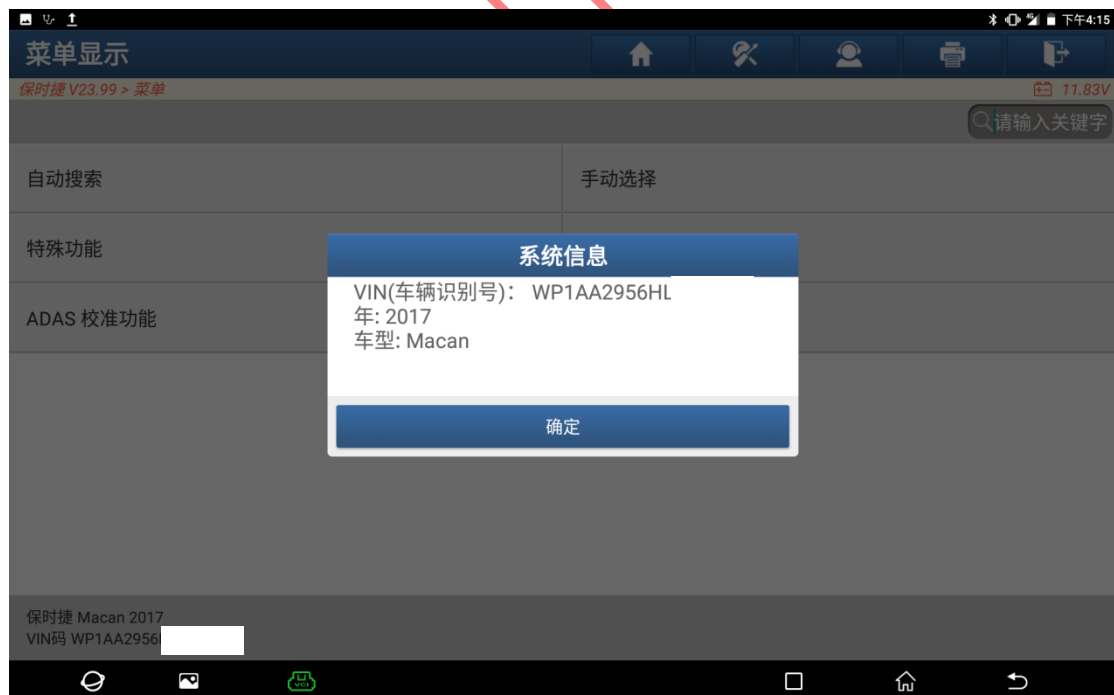 下午4:15
菜单显示
保时捷 V23.99 > 菜单
11.83V
请输入关键字
自动搜索
手动选择
特殊功能
系统信息
VIN(车辆识别号)： WP1AA2956HL
年: 2017
车型: Macan
ADAS 校准功能
确定
保时捷 Macan 2017
VIN码 WP1AA2956
VCI